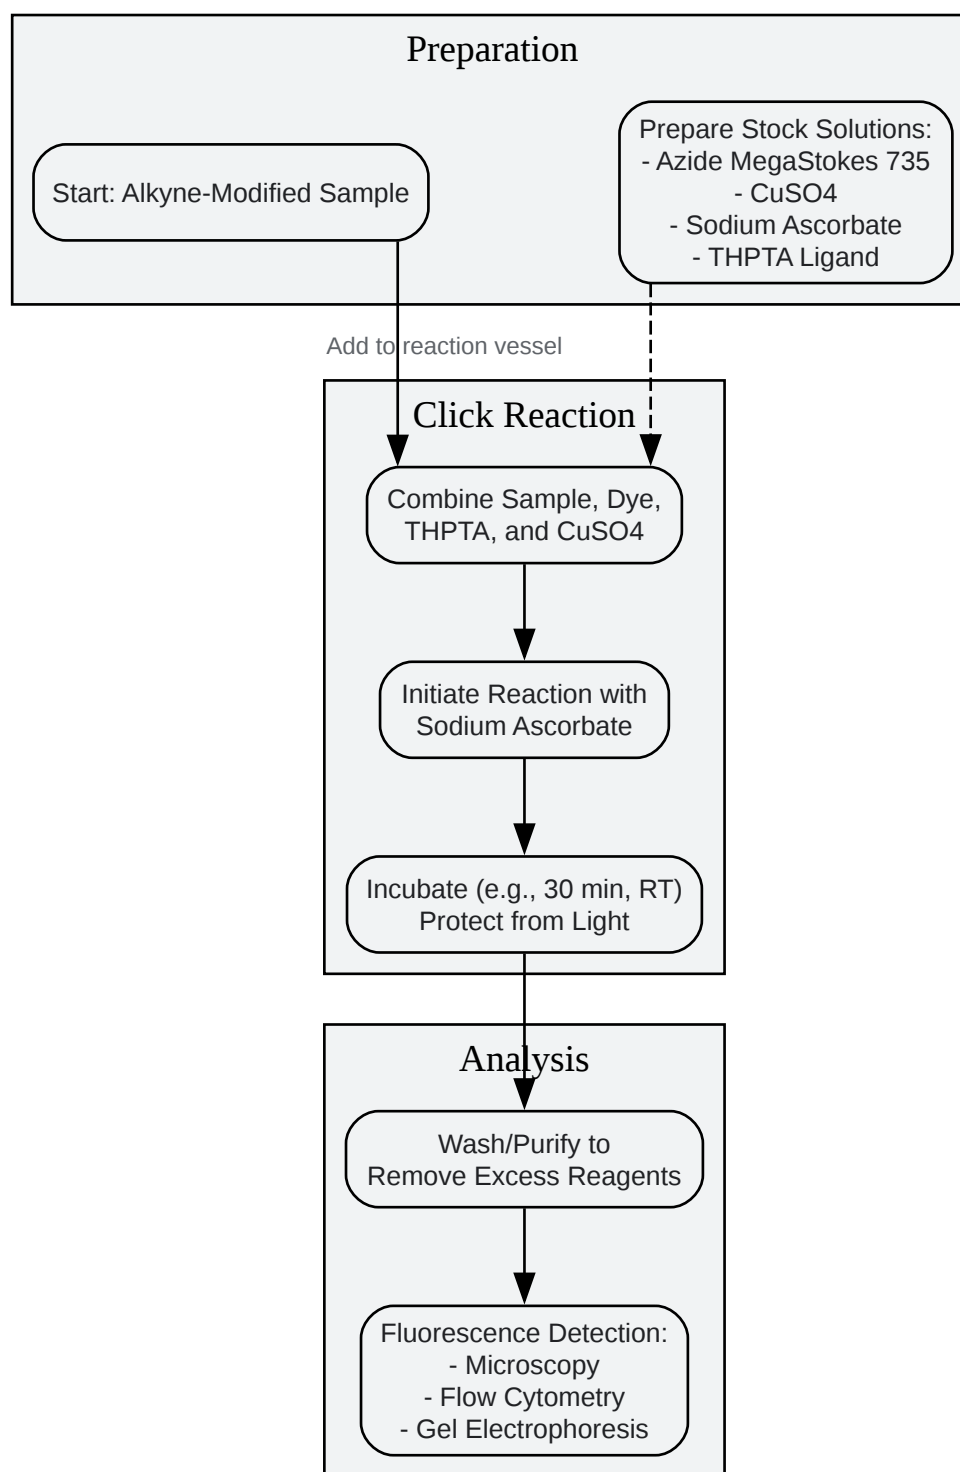 Preparation
Start: Alkyne-Modified Sample
Prepare Stock Solutions:
- Azide MegaStokes 735
- CuSO4
- Sodium Ascorbate
- THPTA Ligand
Add to reaction vessel
Click Reaction
Combine Sample, Dye,
THPTA, and CuSO4
Initiate Reaction with
Sodium Ascorbate
Incubate (e.g., 30 min, RT)
Protect from Light
Analysis
Wash/Purify to
Remove Excess Reagents
Fluorescence Detection:
- Microscopy
- Flow Cytometry
- Gel Electrophoresis